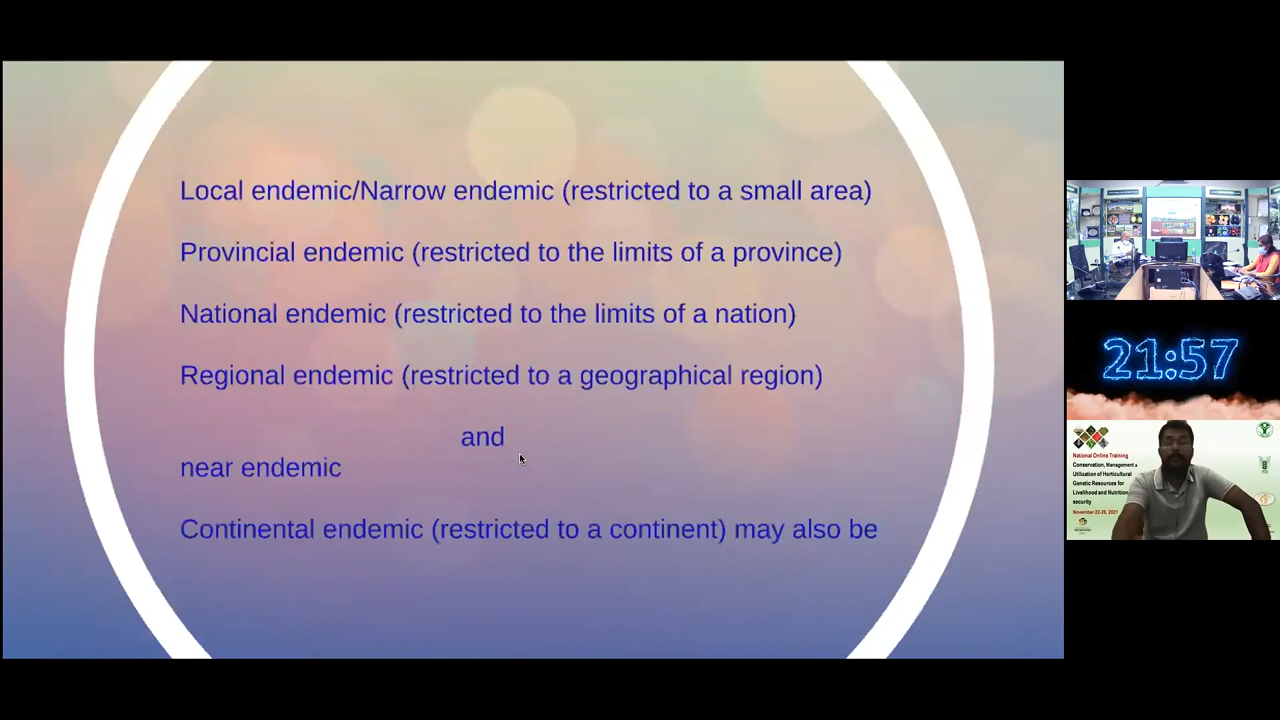 Local endemic/Narrow endemic (restricted to a small area)
Provincial endemic (restricted to the limits of a province)
National endemic (restricted to the limits of a nation)
Regional endemic (restricted to a geographical region)
and
near endemic
Continental endemic (restricted to a continent) may also be
21:57
National Online Training
Conservation, Management &
Utilization of Horticultural
Genetic Resources for
Livelihood and Nutrition
security
November 22-26, 2021